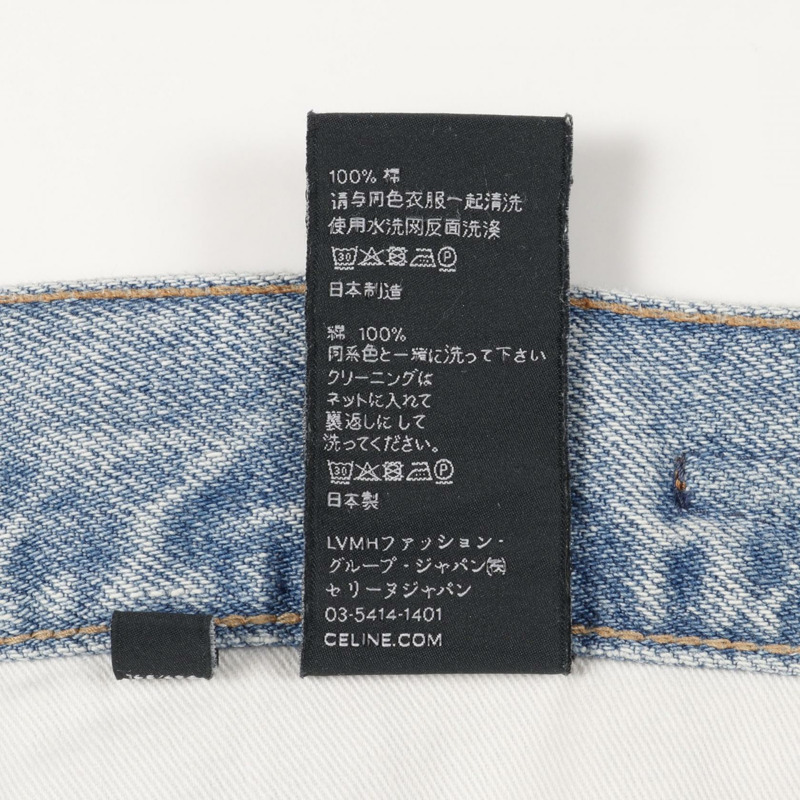 100% 棉
请与同色衣服一起清洗
使用水洗网反面洗涤
30 P
日本制造
綿 100%
同系色と一緒に洗って下さい
クリーニングは
ネットに入れて
裏返しにして
洗ってください。
30 P
日本製
LVMHファッション・
グループ・ジャパン㈱
セリーヌジャパン
03-5414-1401
CELINE.COM